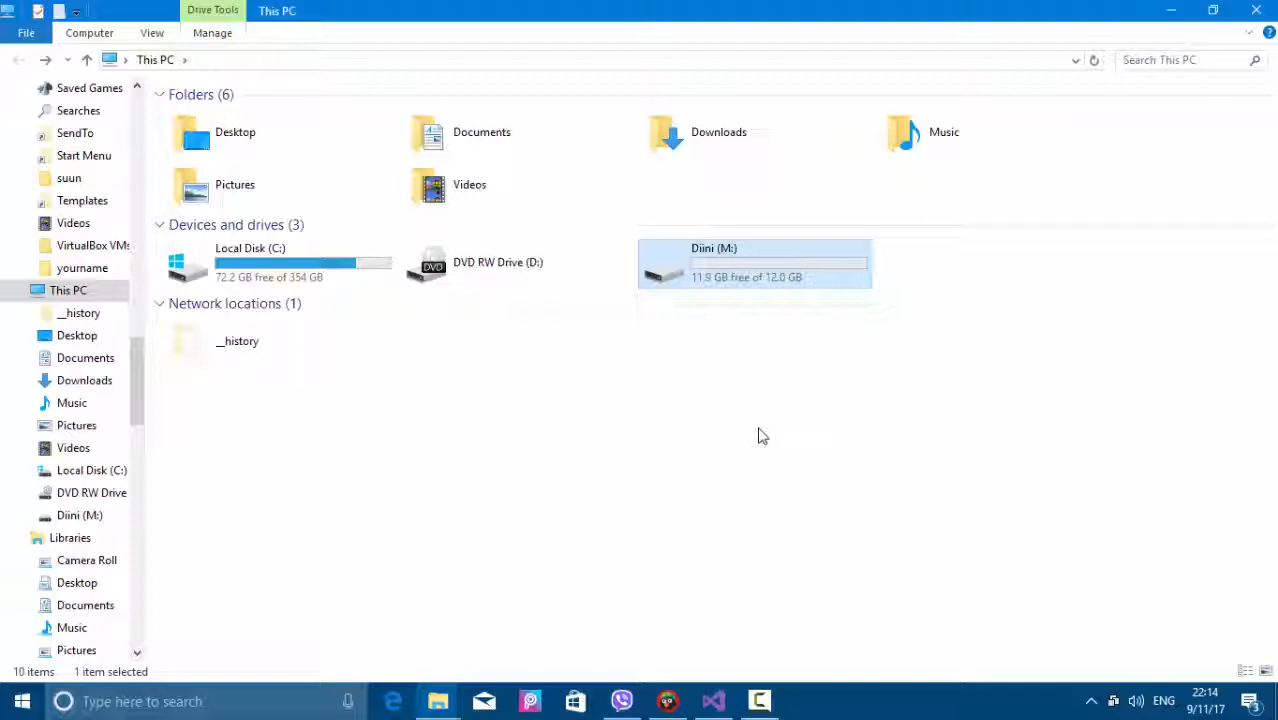 Drive Tools
This PC
File
Computer
View
Manage
This PC
Search This PC
Saved Games
Searches
SendTo
Start Menu
suun
Templates
Videos
VirtualBox VMs
yourname
This PC
__history
Desktop
Documents
Downloads
Music
Pictures
Videos
Local Disk (C:)
DVD RW Drive
Diini (M:)
Libraries
Camera Roll
Desktop
Documents
Music
Pictures
Folders (6)
Desktop
Documents
Downloads
Music
Pictures
Videos
Devices and drives (3)
Local Disk (C:)
72.2 GB free of 354 GB
DVD RW Drive (D:)
DVD
Diini (M:)
11.9 GB free of 12.0 GB
Network locations (1)
__history
10 items
1 item selected
Type here to search
ENG
22:14
9/11/17
3